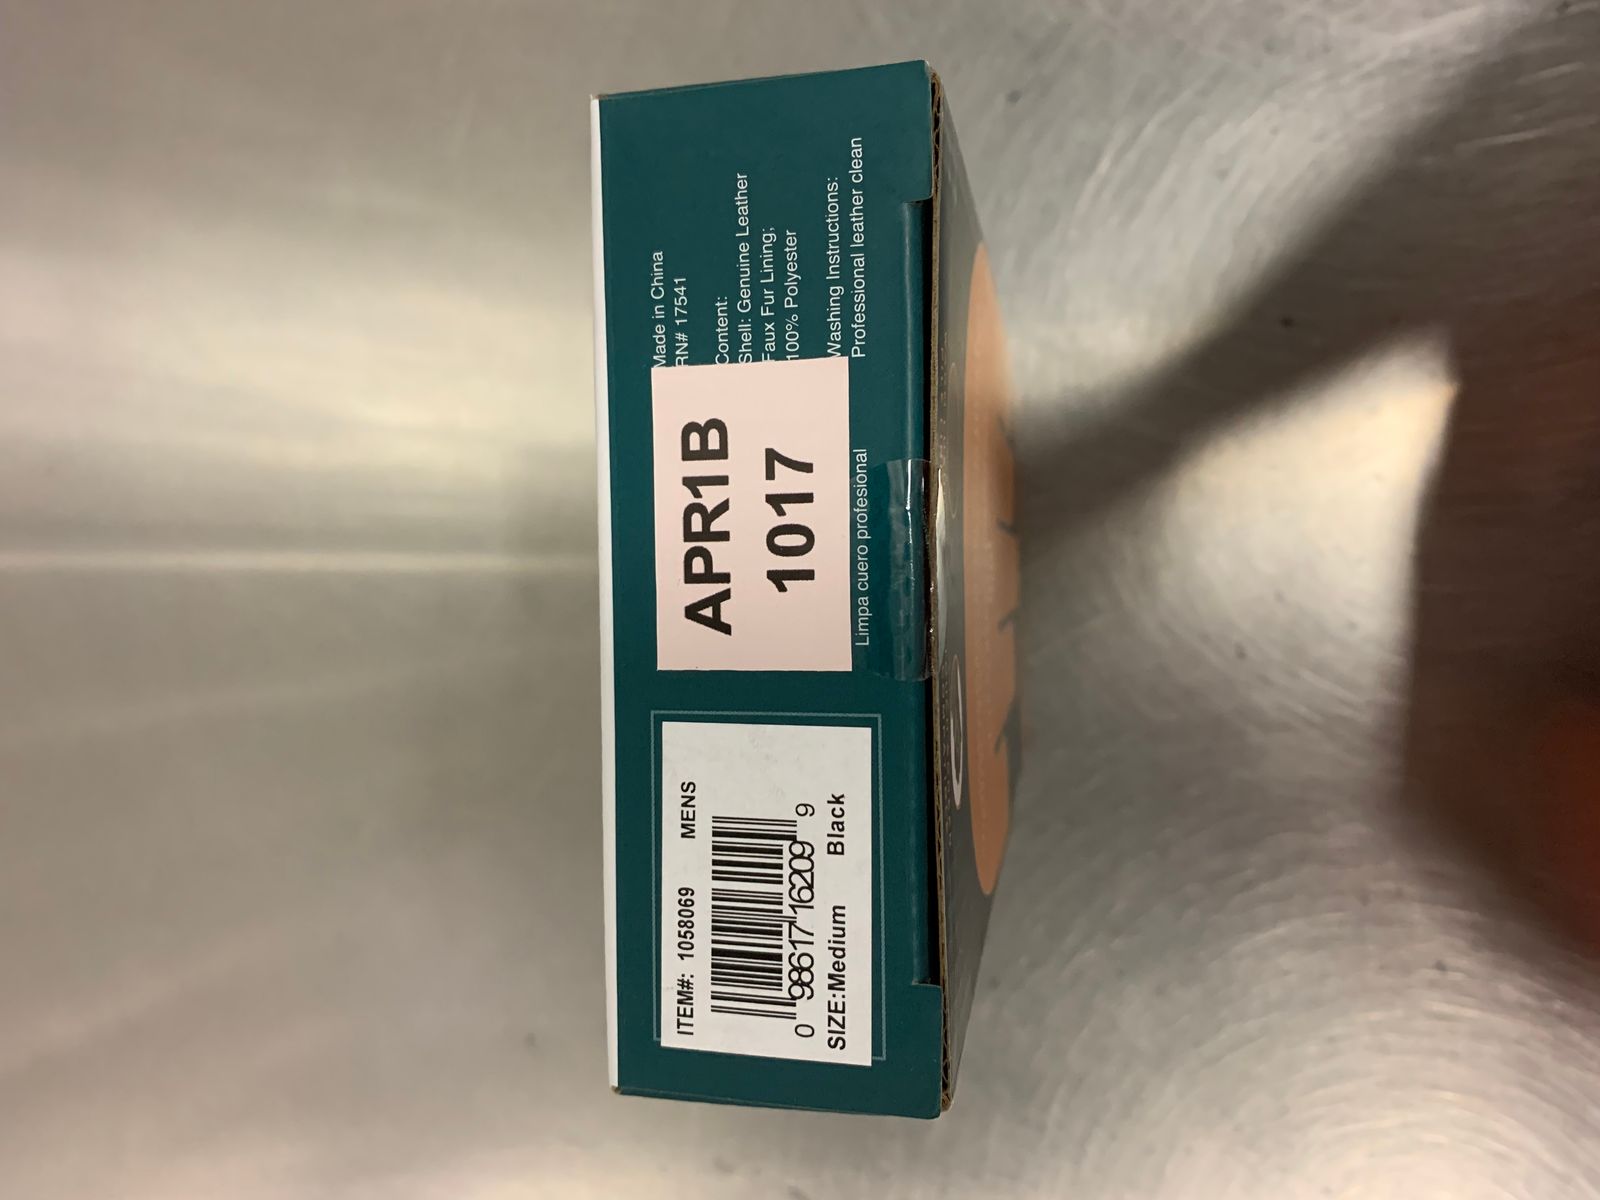 ITEM#: 1058069 MENS
0 98617 16209 9
SIZE:Medium Black
APR1B
1017
Made in China
RN# 17541
Content:
Shell: Genuine Leather
Faux Fur Lining;
100% Polyester
Washing Instructions:
Professional leather clean
Limpa cuero profesional